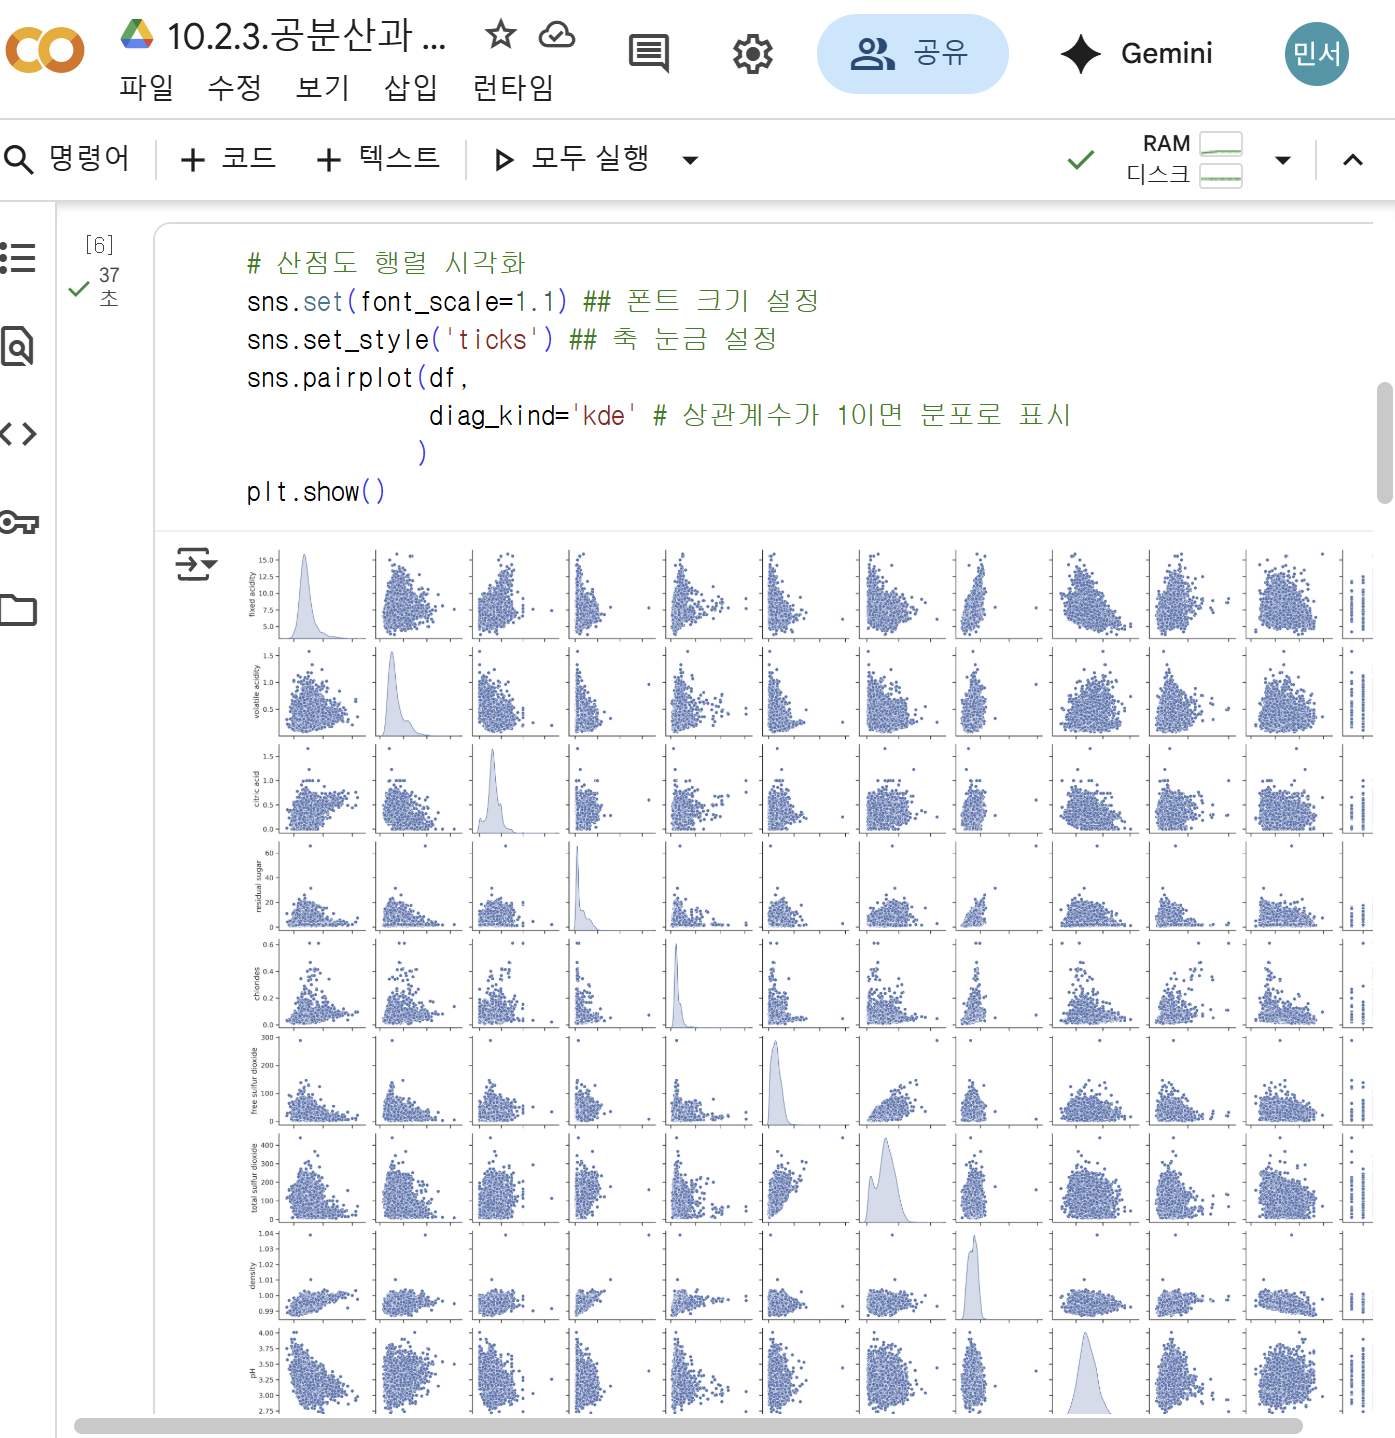 10.2.3.공분산과 ...
공유
Gemini
민서
파일 수정 보기 삽입 런타임
명령어
+ 코드 + 텍스트
모두 실행
RAM
디스크
[6]
37
초
# 산점도 행렬 시각화
sns.set(font_scale=1.1) ## 폰트 크기 설정
sns.set_style('ticks') ## 축 눈금 설정
sns.pairplot(df,
diag_kind='kde' # 상관계수가 1이면 분포로 표시
)
plt.show()
fixed acidity
15.0
12.5
10.0
7.5
5.0
volatile acidity
1.5
1.0
0.5
citric acid
1.5
1.0
0.5
0.0
residual sugar
60
40
20
0
chlorides
0.6
0.4
0.2
0.0
free sulfur dioxide
300
200
100
0
total sulfur dioxide
400
300
200
100
0
density
1.04
1.03
1.02
1.01
1.00
0.99
pH
4.00
3.75
3.50
3.25
3.00
2.75